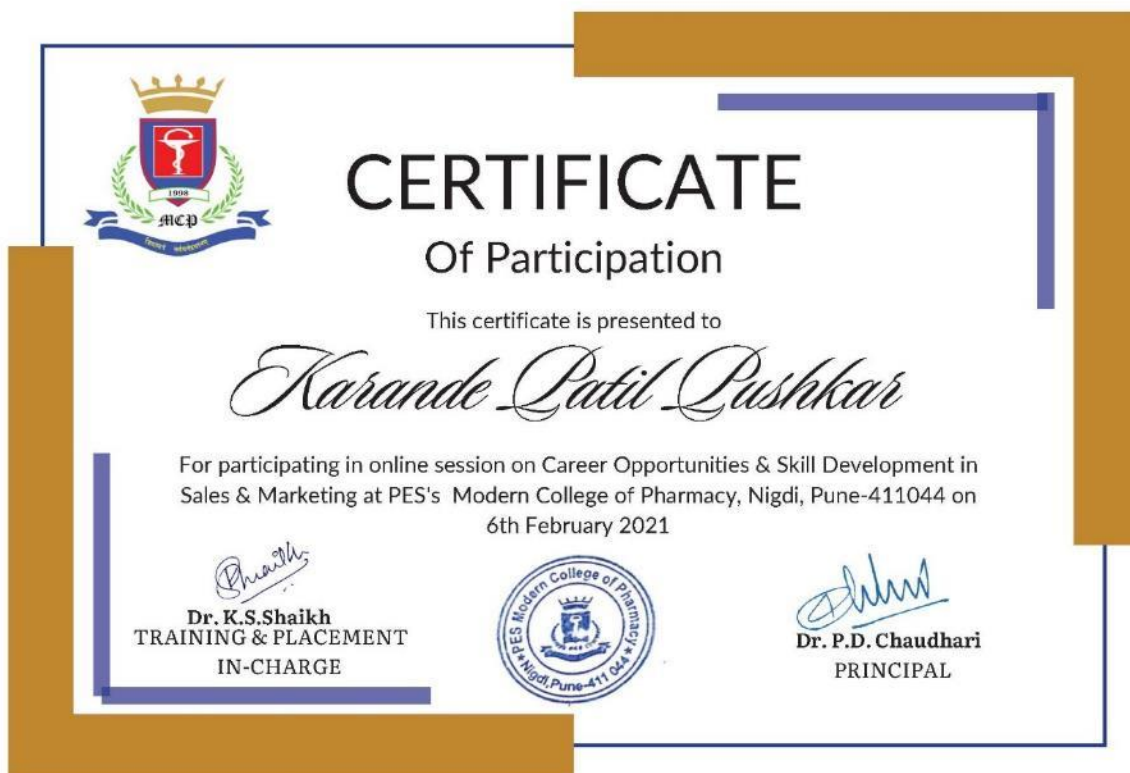 1998
MCP
CERTIFICATE
Of Participation
This certificate is presented to
Karande Patil Pushkar
For participating in online session on Career Opportunities & Skill Development in
Sales & Marketing at PES's Modern College of Pharmacy, Nigdi, Pune-411044 on
6th February 2021
Dr. K.S.Shaikh
TRAINING & PLACEMENT
IN-CHARGE
PES Modern College of Pharmacy
Nigdi,Pune-411 044
Dr. P.D. Chaudhari
PRINCIPAL